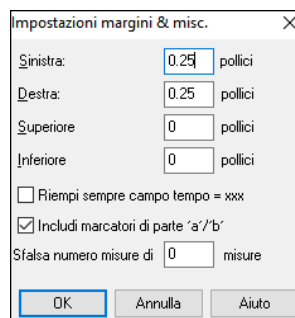 Impostazioni margini & misc.
Sinistra: 0.25 pollici
Destra: 0.25 pollici
Superiore 0 pollici
Inferiore 0 pollici
Riempi sempre campo tempo = xxx
Includi marcatori di parte 'a'/'b'
Sfalsa numero misure di 0 misure
OK Annulla Aiuto